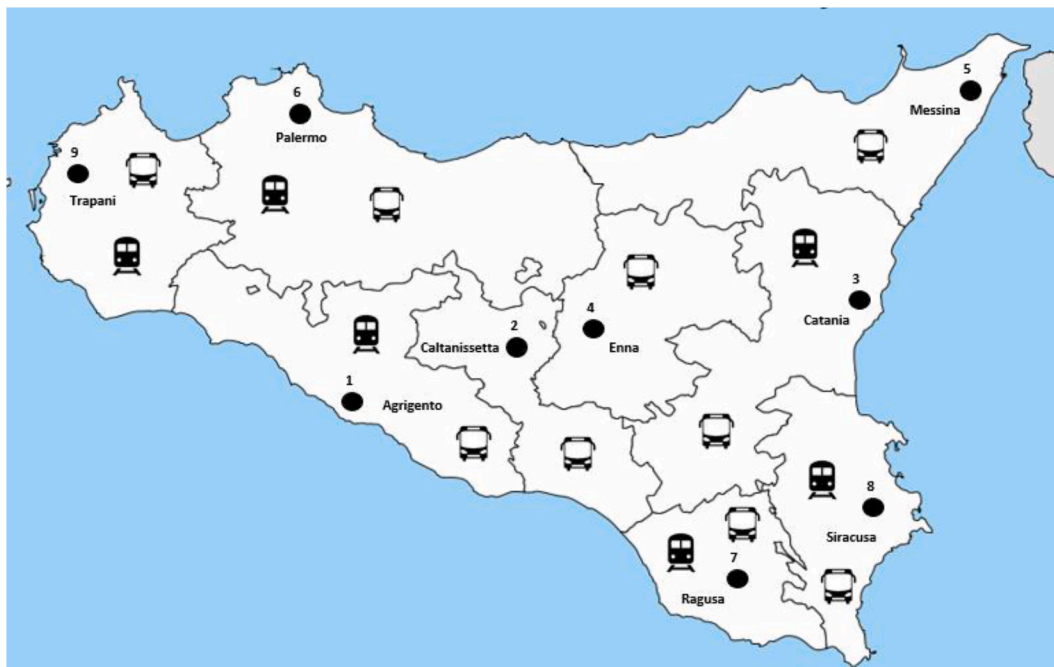 5
Messina
6
Palermo
9
Trapani
3
Catania
4
Enna
2
Caltanissetta
1
Agrigento
8
Siracusa
7
Ragusa